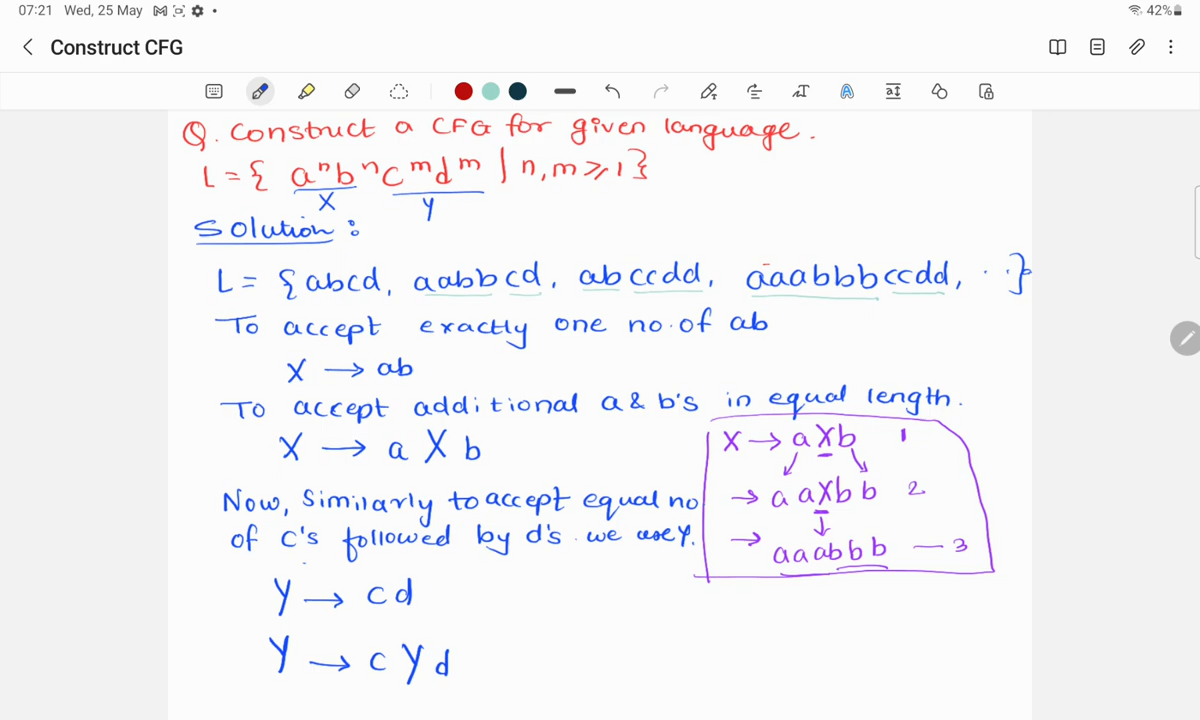 07:21 Wed, 25 May
42%
Construct CFG
Q. Construct a CFG for given language.
L = { aⁿbⁿcᵐdᵐ | n, m ⩾ 1 }
X Y
Solution :
L = { abcd, aabbcd, abccdd, aaabbbccdd, ...}
To accept exactly one no. of ab
X → ab
To accept additional a & b's in equal length.
X → a X b
Now, Similarly to accept equal no
of c's followed by d's. we use Y.
Y → cd
Y → c Y d
X → aXb 1
→ a aXb b 2
→ aaabbb — 3